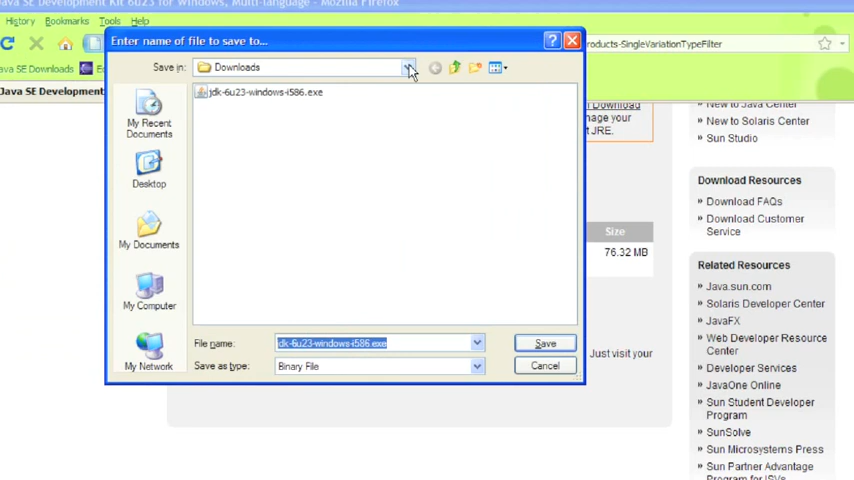 Java SE Development Kit 6u23 for Windows, Multi-language - Mozilla Firefox
History Bookmarks Tools Help
Java SE Downloads
Java SE Development
roducts-SingleVariationTypeFilter
Enter name of file to save to...
Save in: Downloads
jdk-6u23-windows-i586.exe
My Recent
Documents
Desktop
My Documents
My Computer
My Network
File name: jdk-6u23-windows-i586.exe Save
Save as type: Binary File Cancel
Download
nage your
t JRE.
Size
76.32 MB
Just visit your
» New to Java Center
» New to Solaris Center
» Sun Studio
Download Resources
» Download FAQs
» Download Customer
Service
Related Resources
» Java.sun.com
» Solaris Developer Center
» JavaFX
» Web Developer Resource
Center
» Developer Services
» JavaOne Online
» Sun Student Developer
Program
» SunSolve
» Sun Microsystems Press
» Sun Partner Advantage
Program for ISVs